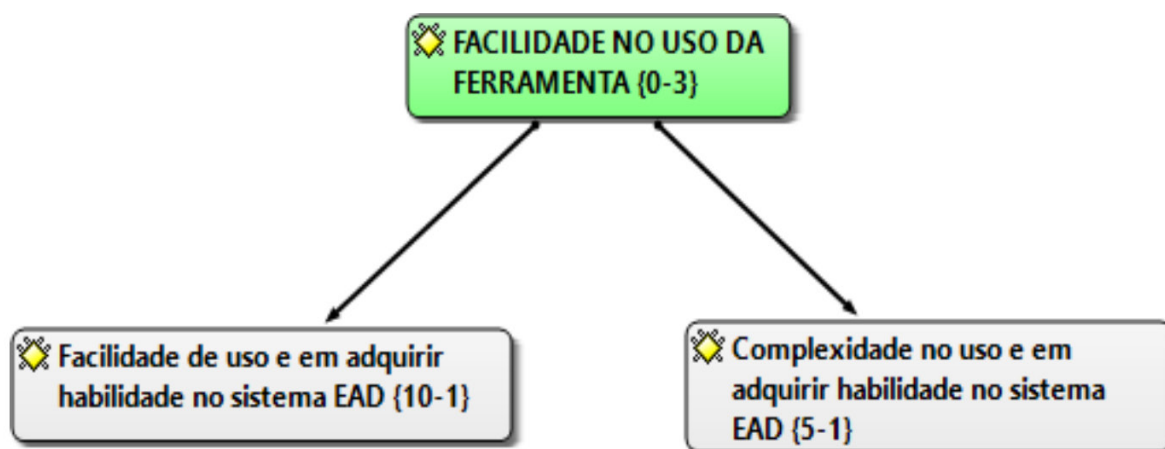 FACILIDADE NO USO DA
FERRAMENTA {0-3}
Facilidade de uso e em adquirir
habilidade no sistema EAD {10-1}
Complexidade no uso e em
adquirir habilidade no sistema
EAD {5-1}